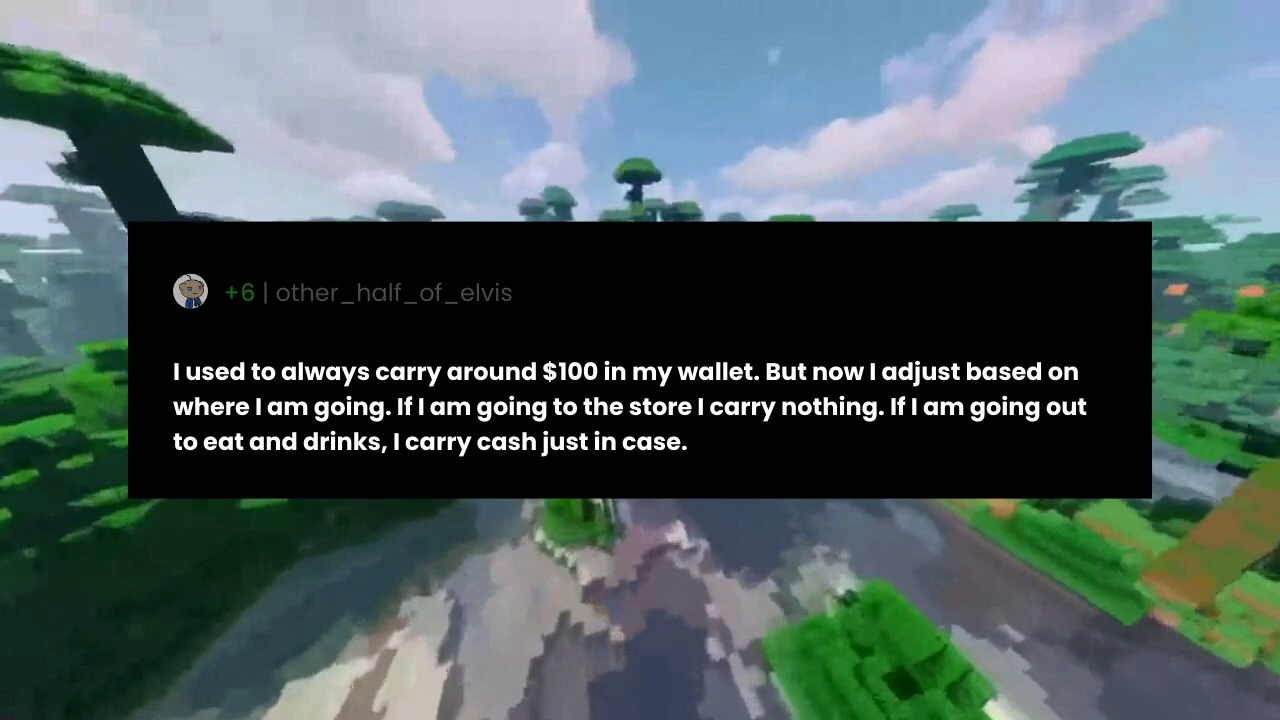 +6 | other_half_of_elvis
I used to always carry around $100 in my wallet. But now I adjust based on
where I am going. If I am going to the store I carry nothing. If I am going out
to eat and drinks, I carry cash just in case.